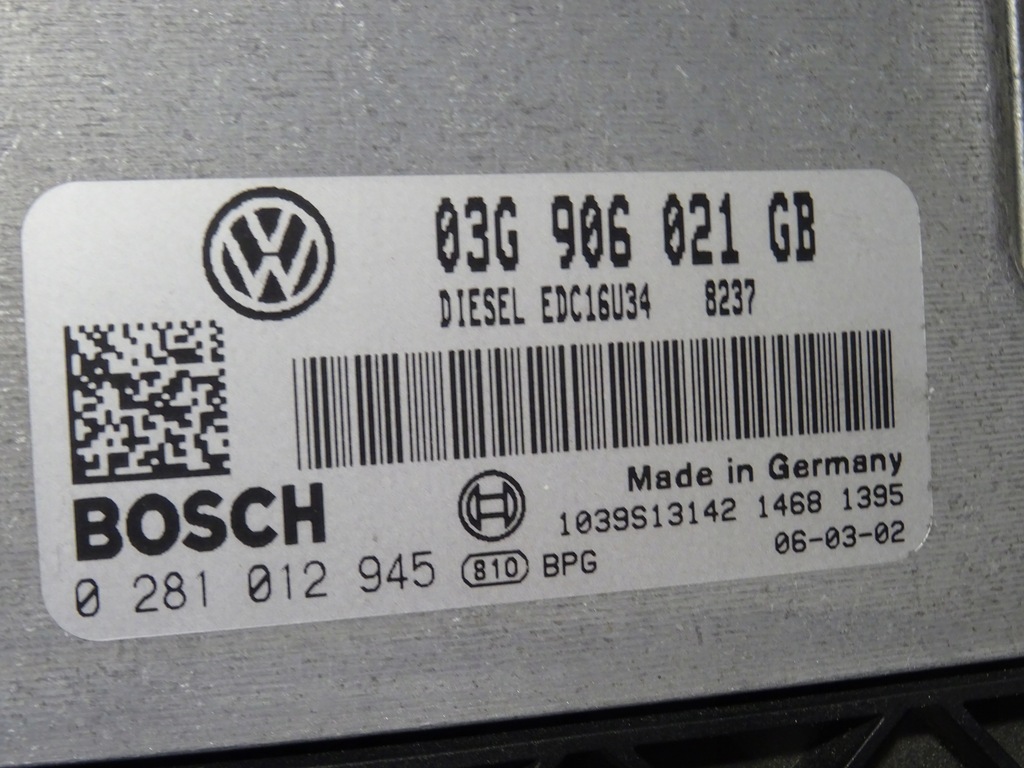 03G 906 021 GB
DIESEL EDC16U34 8237
Made in Germany
BOSCH
1039S13142 1468 1395
0 281 012 945 810 BPG
06-03-02